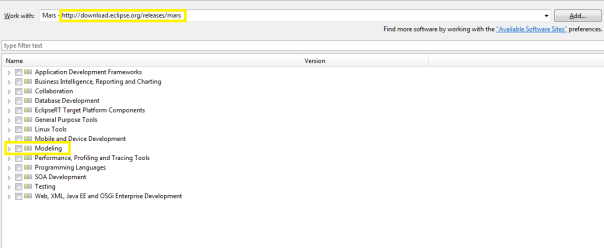 Work with: Mars - http://download.eclipse.org/releases/mars Add...
Find more software by working with the "Available Software Sites" preferences.
type filter text
Name Version
Application Development Frameworks
Business Intelligence, Reporting and Charting
Collaboration
Database Development
EclipseRT Target Platform Components
General Purpose Tools
Linux Tools
Mobile and Device Development
Modeling
Performance, Profiling and Tracing Tools
Programming Languages
SOA Development
Testing
Web, XML, Java EE and OSGi Enterprise Development